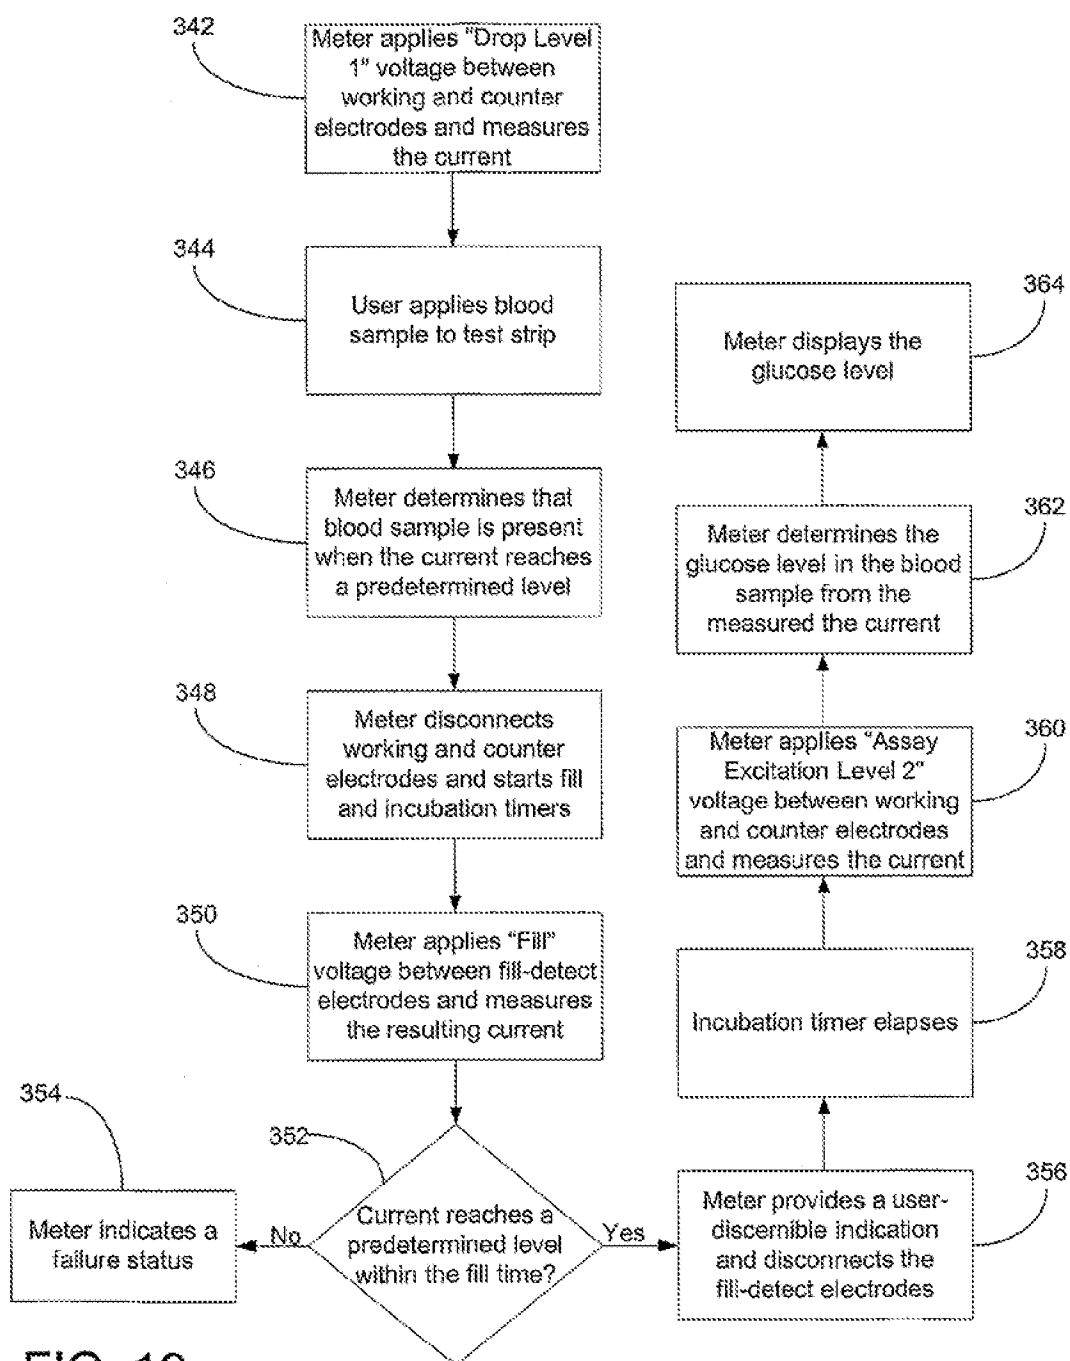 342
Meter applies "Drop Level
1" voltage between
working and counter
electrodes and measures
the current
344
User applies blood
sample to test strip
346
Meter determines that
blood sample is present
when the current reaches
a predetermined level
348
Meter disconnects
working and counter
electrodes and starts fill
and incubation timers
350
Meter applies "Fill"
voltage between fill-detect
electrodes and measures
the resulting current
352
Current reaches a
predetermined level
within the fill time?
No
354
Meter indicates a
failure status
Yes
356
Meter provides a user-
discernible indication
and disconnects the
fill-detect electrodes
358
Incubation timer elapses
360
Meter applies "Assay
Excitation Level 2"
voltage between working
and counter electrodes
and measures the current
362
Meter determines the
glucose level in the blood
sample from the
measured the current
364
Meter displays the
glucose level